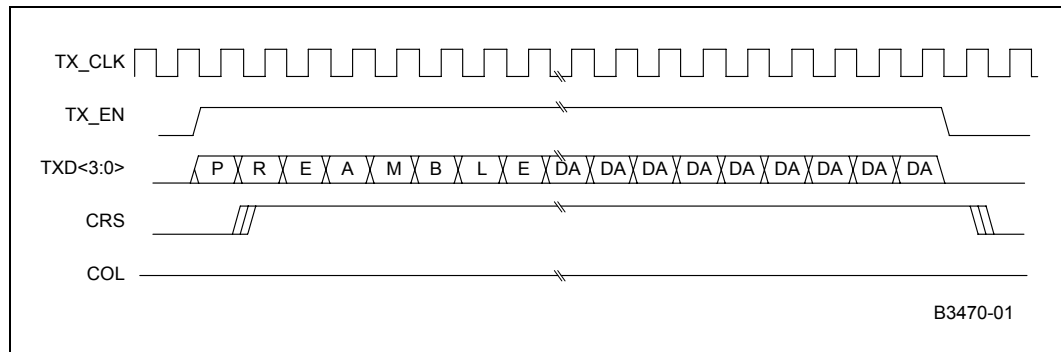 TX_CLK
TX_EN
TXD<3:0> P R E A M B L E DA DA DA DA DA DA DA DA DA
CRS
COL
B3470-01